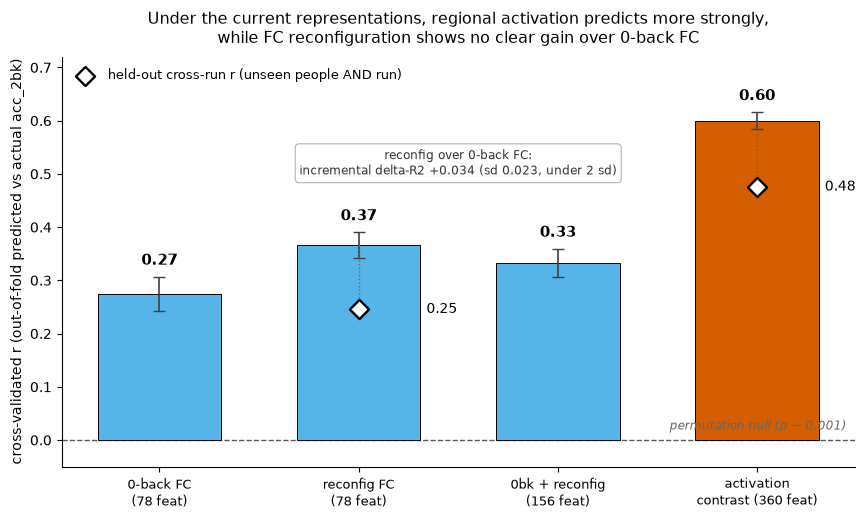 Under the current representations, regional activation predicts more strongly,
while FC reconfiguration shows no clear gain over 0-back FC
cross-validated r (out-of-fold predicted vs actual acc_2bk)
0.7
0.6
0.5
0.4
0.3
0.2
0.1
0.0
held-out cross-run r (unseen people AND run)
reconfig over 0-back FC:
incremental delta-R2 +0.034 (sd 0.023, under 2 sd)
0.27
0.37
0.33
0.60
0.25
0.48
permutation null (p ~ 0.001)
0-back FC
(78 feat)
reconfig FC
(78 feat)
0bk + reconfig
(156 feat)
activation
contrast (360 feat)